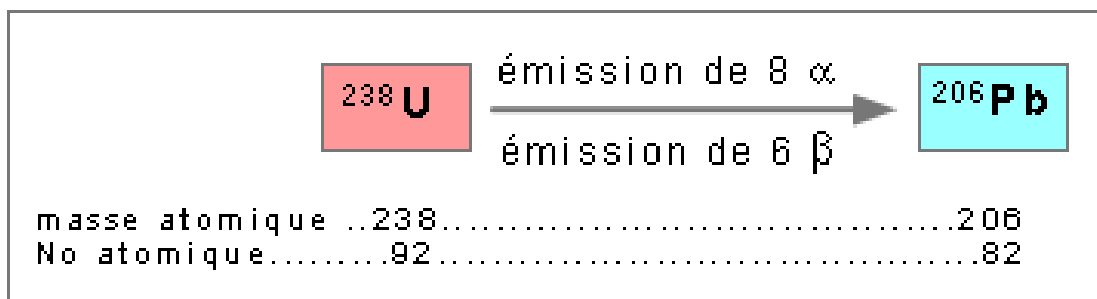 émission de 8 α
²³⁸U ²⁰⁶Pb
émission de 6 β
masse atomique ..238.......................................206
No atomique.........92.........................................82